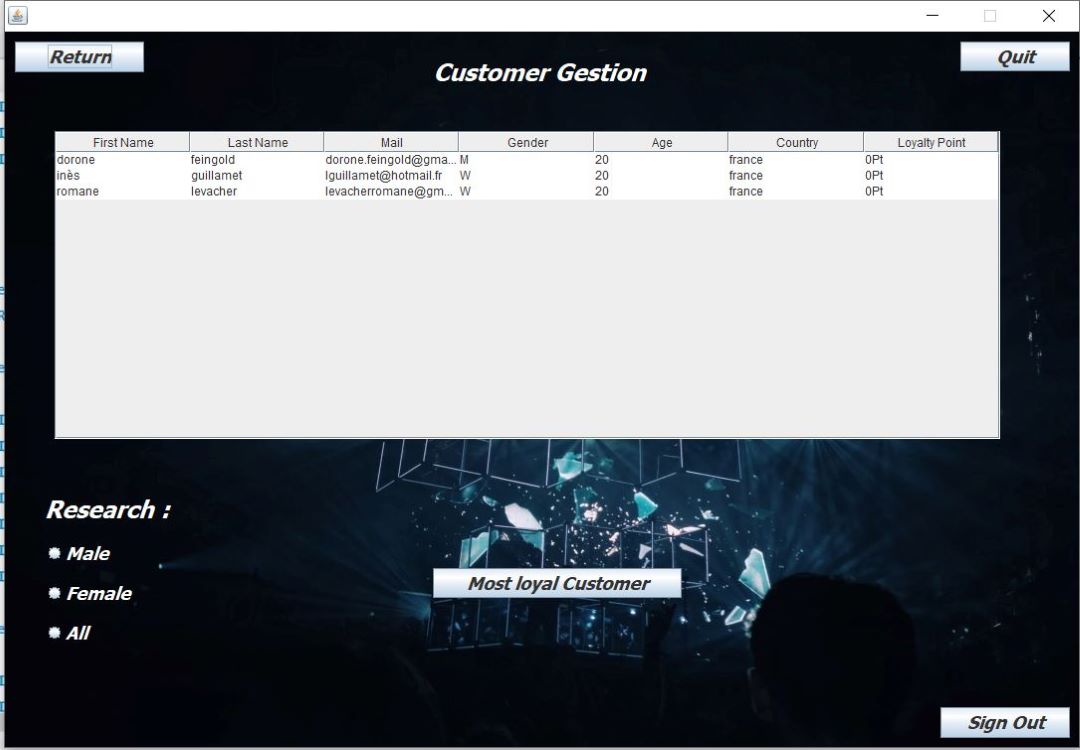 Return
Quit
Customer Gestion
First Name Last Name Mail Gender Age Country Loyalty Point
dorone feingold dorone.feingold@gma... M 20 france 0Pt
inès guillamet lguillamet@hotmail.fr W 20 france 0Pt
romane levacher levacherromane@gm... W 20 france 0Pt
Research :
Male
Female
All
Most loyal Customer
Sign Out